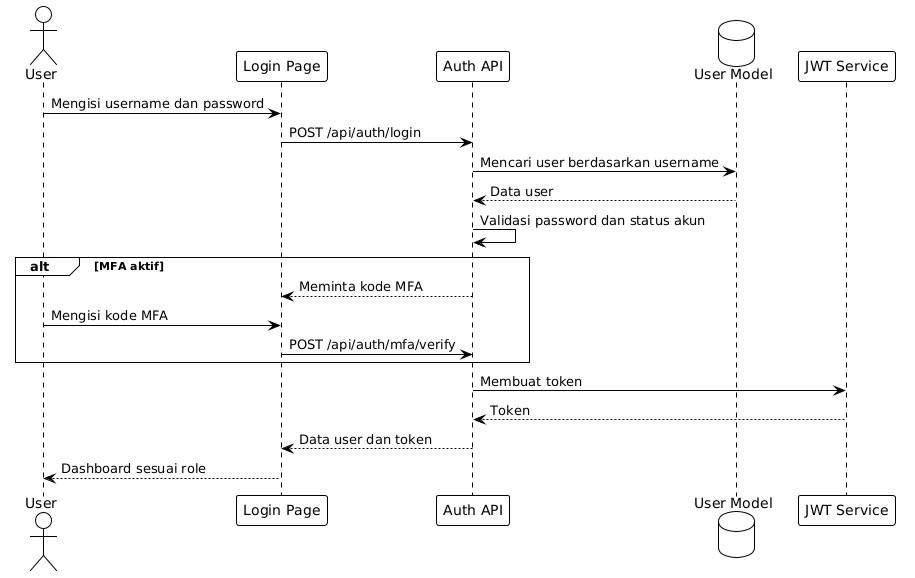 User
Login Page
Auth API
User Model
JWT Service
Mengisi username dan password
POST /api/auth/login
Mencari user berdasarkan username
Data user
Validasi password dan status akun
alt [MFA aktif]
Meminta kode MFA
Mengisi kode MFA
POST /api/auth/mfa/verify
Membuat token
Token
Data user dan token
Dashboard sesuai role
User
Login Page
Auth API
User Model
JWT Service